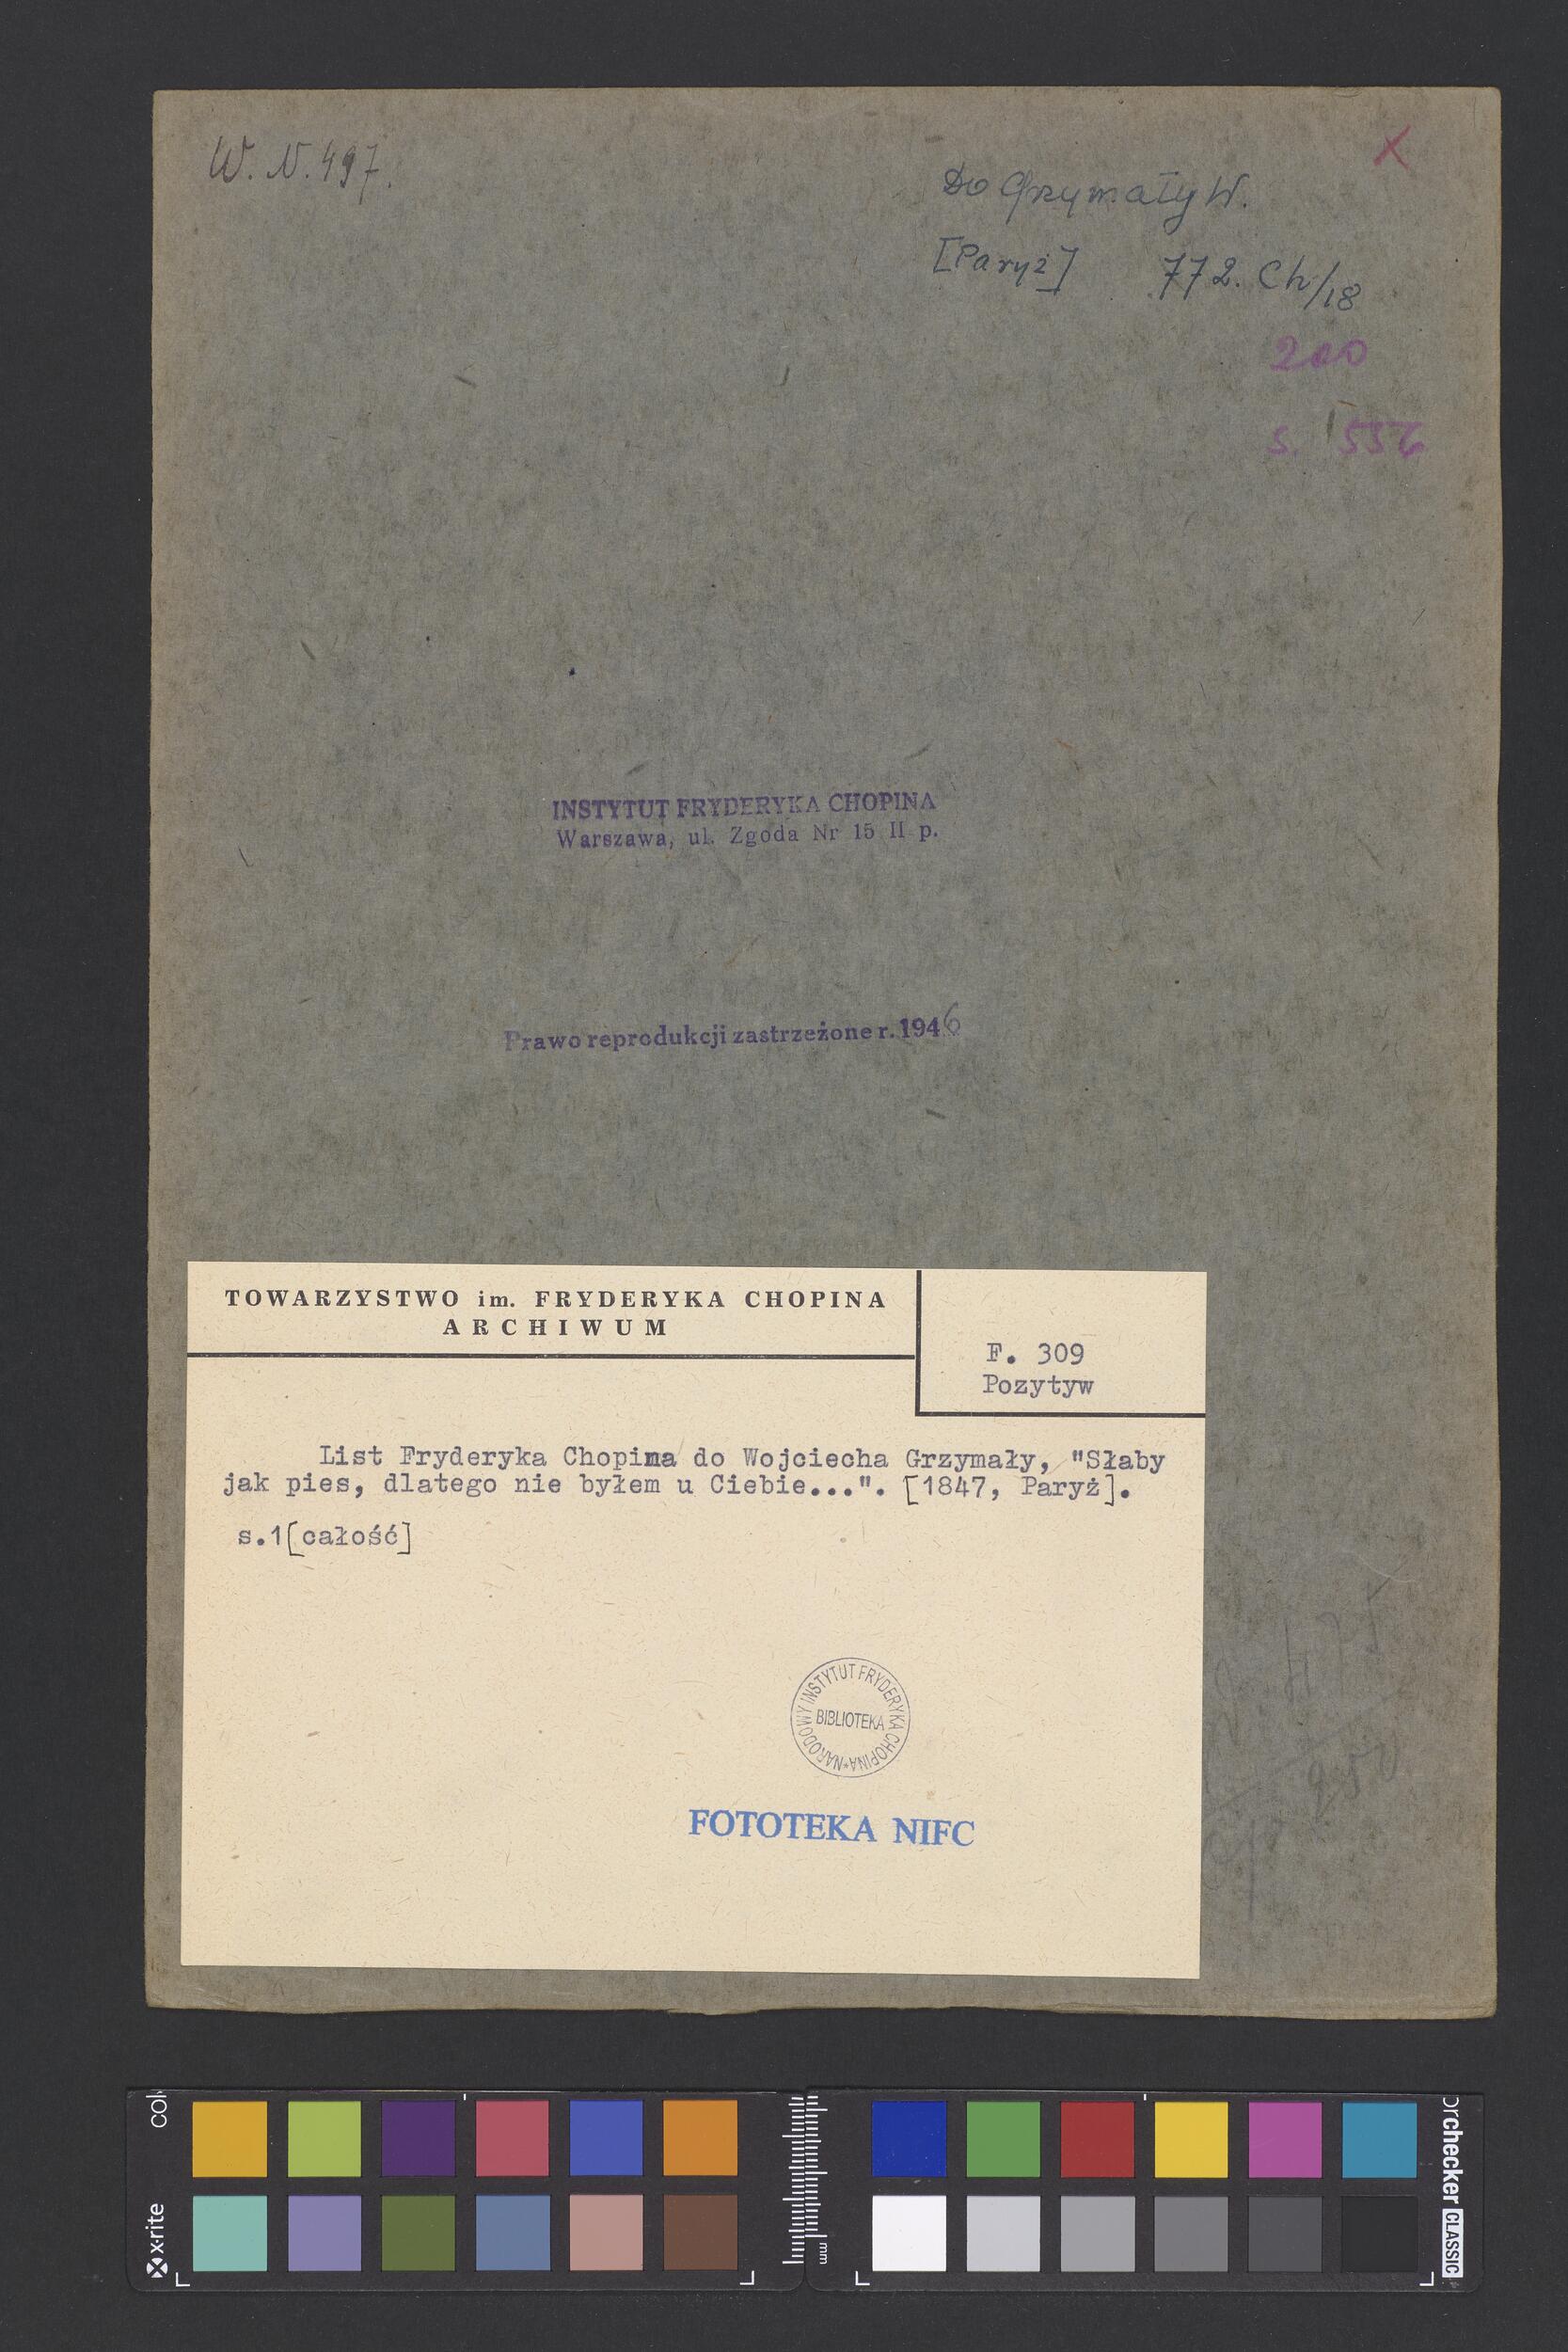 W. N. 497.
X
Do Grzymały W.
[Paryż] 772. Ch/18
200
s. 556
INSTYTUT FRYDERYKA CHOPINA
Warszawa, ul. Zgoda Nr 15 II p.
Prawo reprodukcji zastrzeżone r. 1946
TOWARZYSTWO im. FRYDERYKA CHOPINA
ARCHIWUM
F. 309
Pozytyw
List Fryderyka Chopina do Wojciecha Grzymały, "Słaby
jak pies, dlatego nie byłem u Ciebie...". [1847, Paryż].
s.1[całość]
NARODOWY INSTYTUT FRYDERYKA CHOPINA*
BIBLIOTEKA
FOTOTEKA NIFC
x-rite
mm
checker CLASSIC